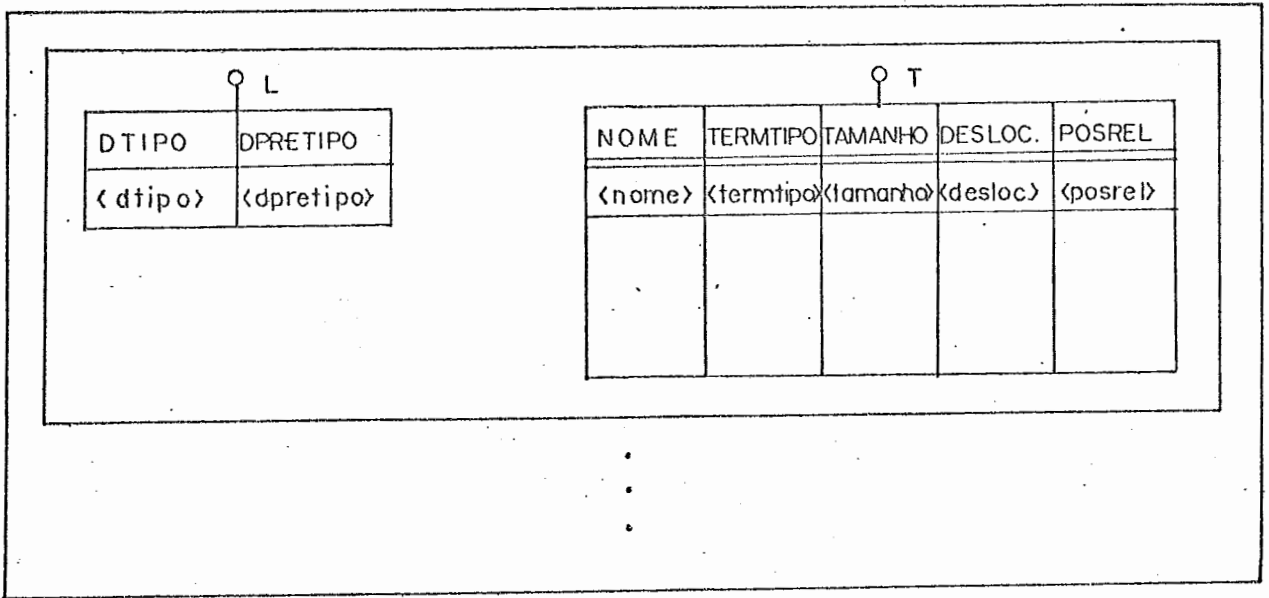 L
T
DTIPO DPRETIPO
NOME TERMTIPO TAMANHO DESLOC. POSREL
<dtipo> <dpretipo>
<nome> <termtipo> <tamanho> <desloc> <posrel>